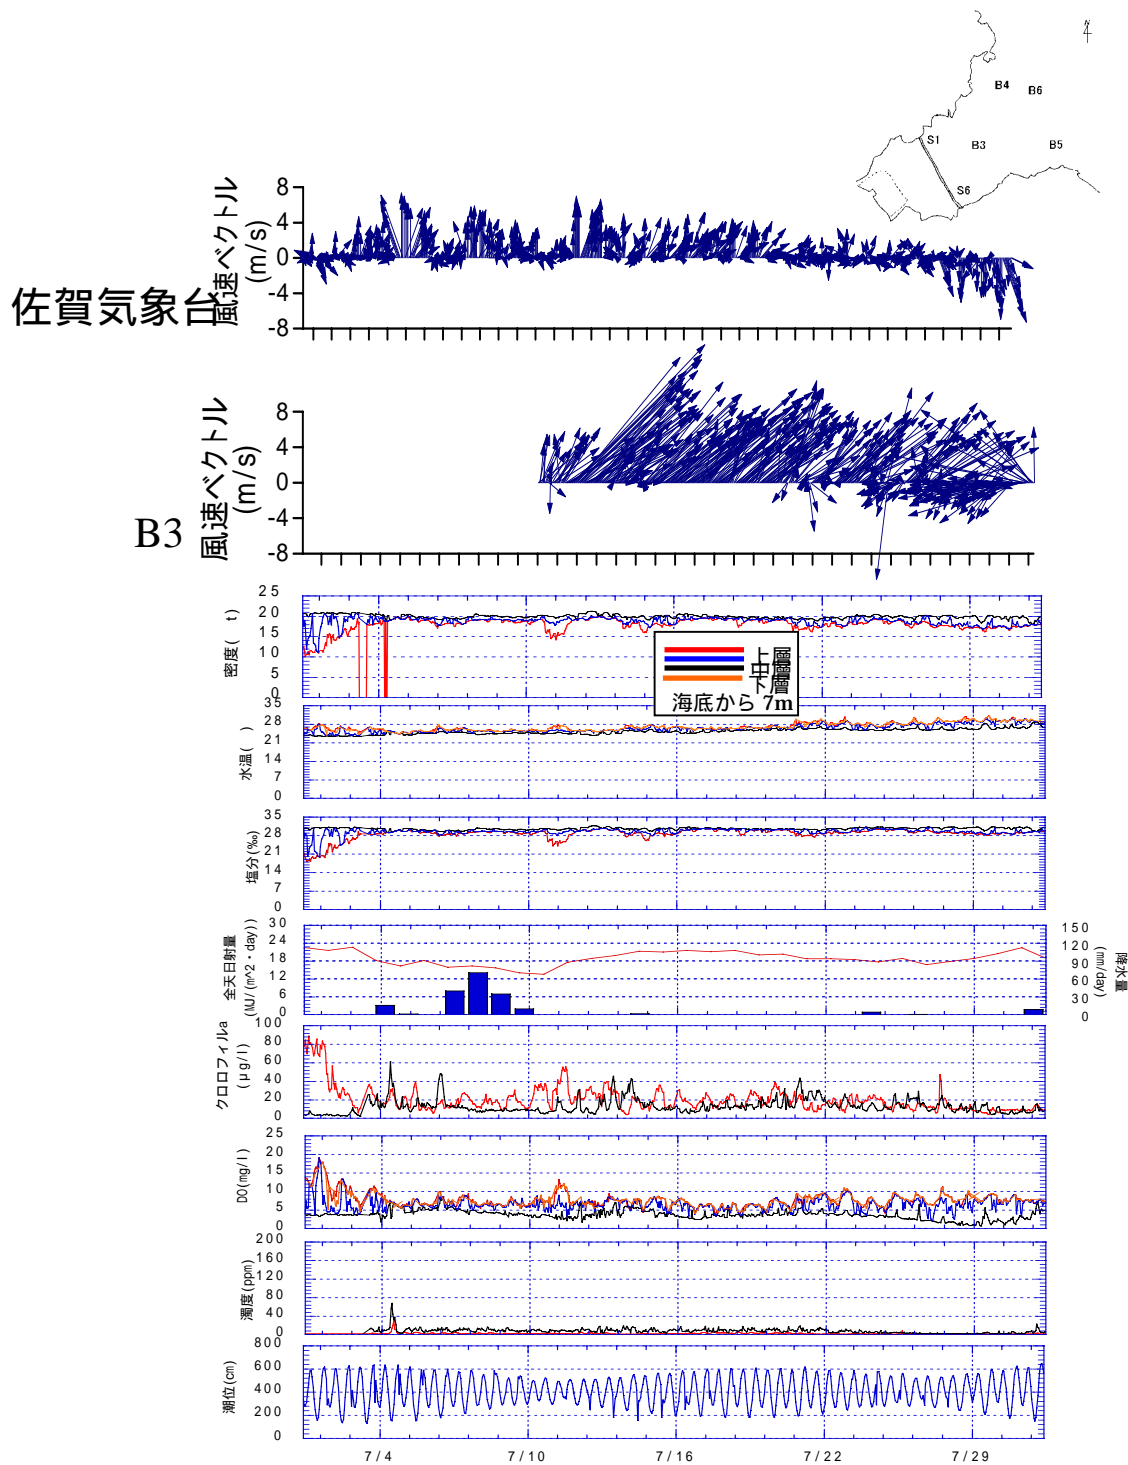 N
B4
B6
S1
B3
B5
S6
佐賀気象台
風速ベクトル
(m/s)
8
4
0
-4
-8
B3
風速ベクトル
(m/s)
8
4
0
-4
-8
密度( t)
25
20
15
10
5
0
上層
中層
下層
海底から 7m
水温( )
35
28
21
14
7
0
塩分(‰)
35
28
21
14
7
0
全天日射量
(MJ/(m^2・day))
30
24
18
12
6
0
150
120
90
60
30
0
降水量
(mm/day)
クロロフィルa
(μg/l)
100
80
60
40
20
0
DO(mg/l)
25
20
15
10
5
0
濁度(ppm)
200
160
120
80
40
0
潮位(cm)
800
600
400
200
0
7/4
7/10
7/16
7/22
7/29